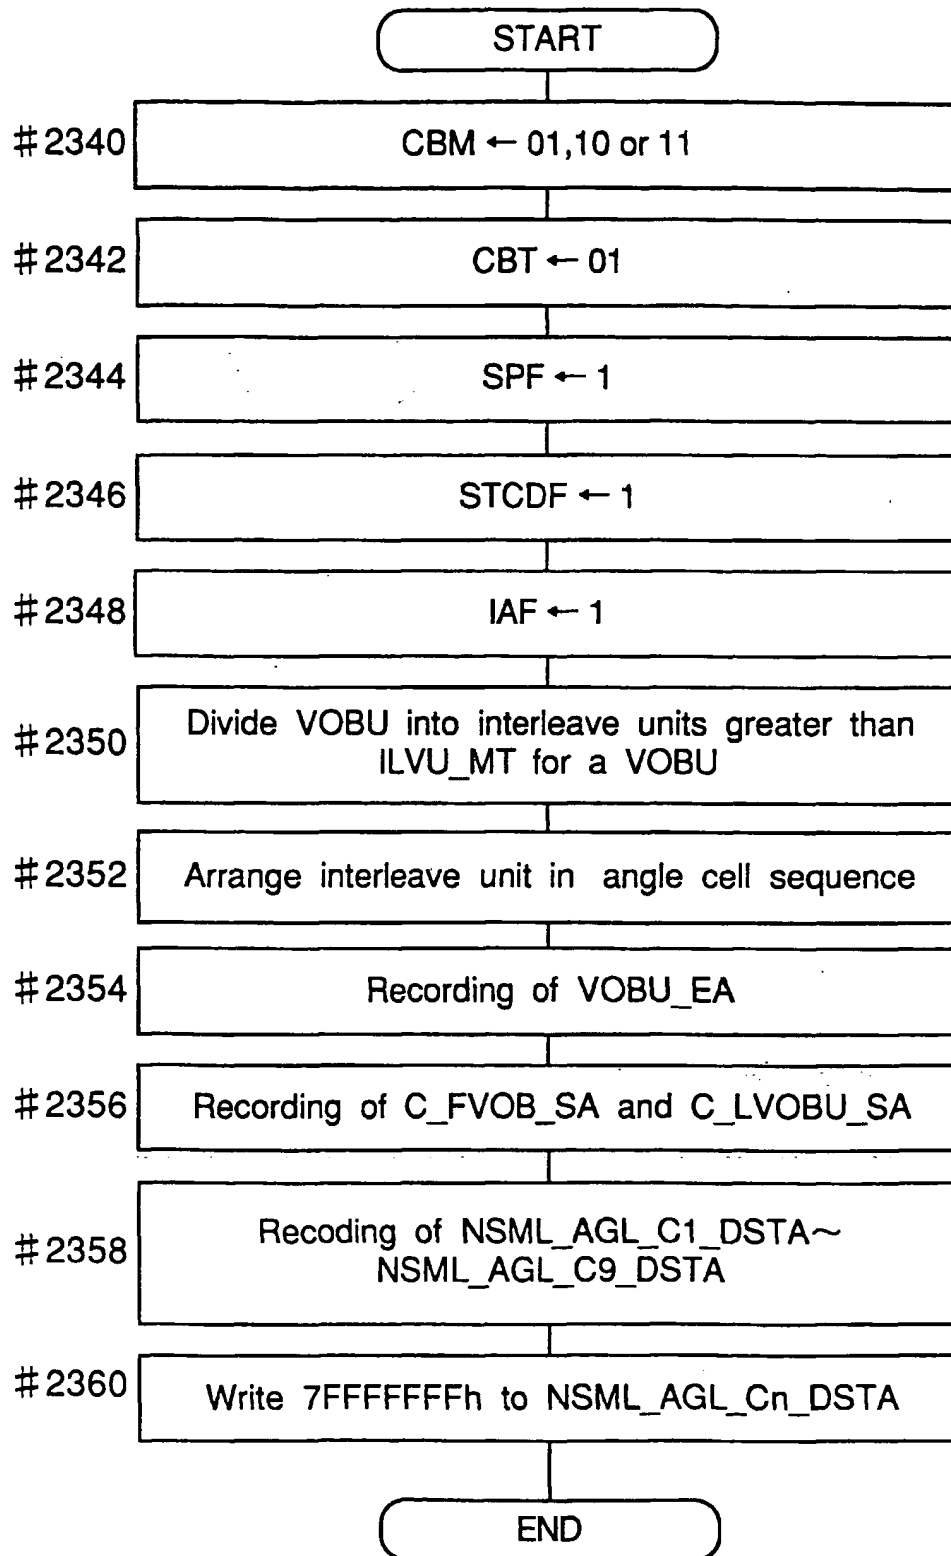 START
#2340
CBM ← 01,10 or 11
#2342
CBT ← 01
#2344
SPF ← 1
#2346
STCDF ← 1
#2348
IAF ← 1
#2350
Divide VOBU into interleave units greater than
ILVU_MT for a VOBU
#2352
Arrange interleave unit in angle cell sequence
#2354
Recording of VOBU_EA
#2356
Recording of C_FVOB_SA and C_LVOBU_SA
#2358
Recoding of NSML_AGL_C1_DSTA~
NSML_AGL_C9_DSTA
#2360
Write 7FFFFFFFh to NSML_AGL_Cn_DSTA
END